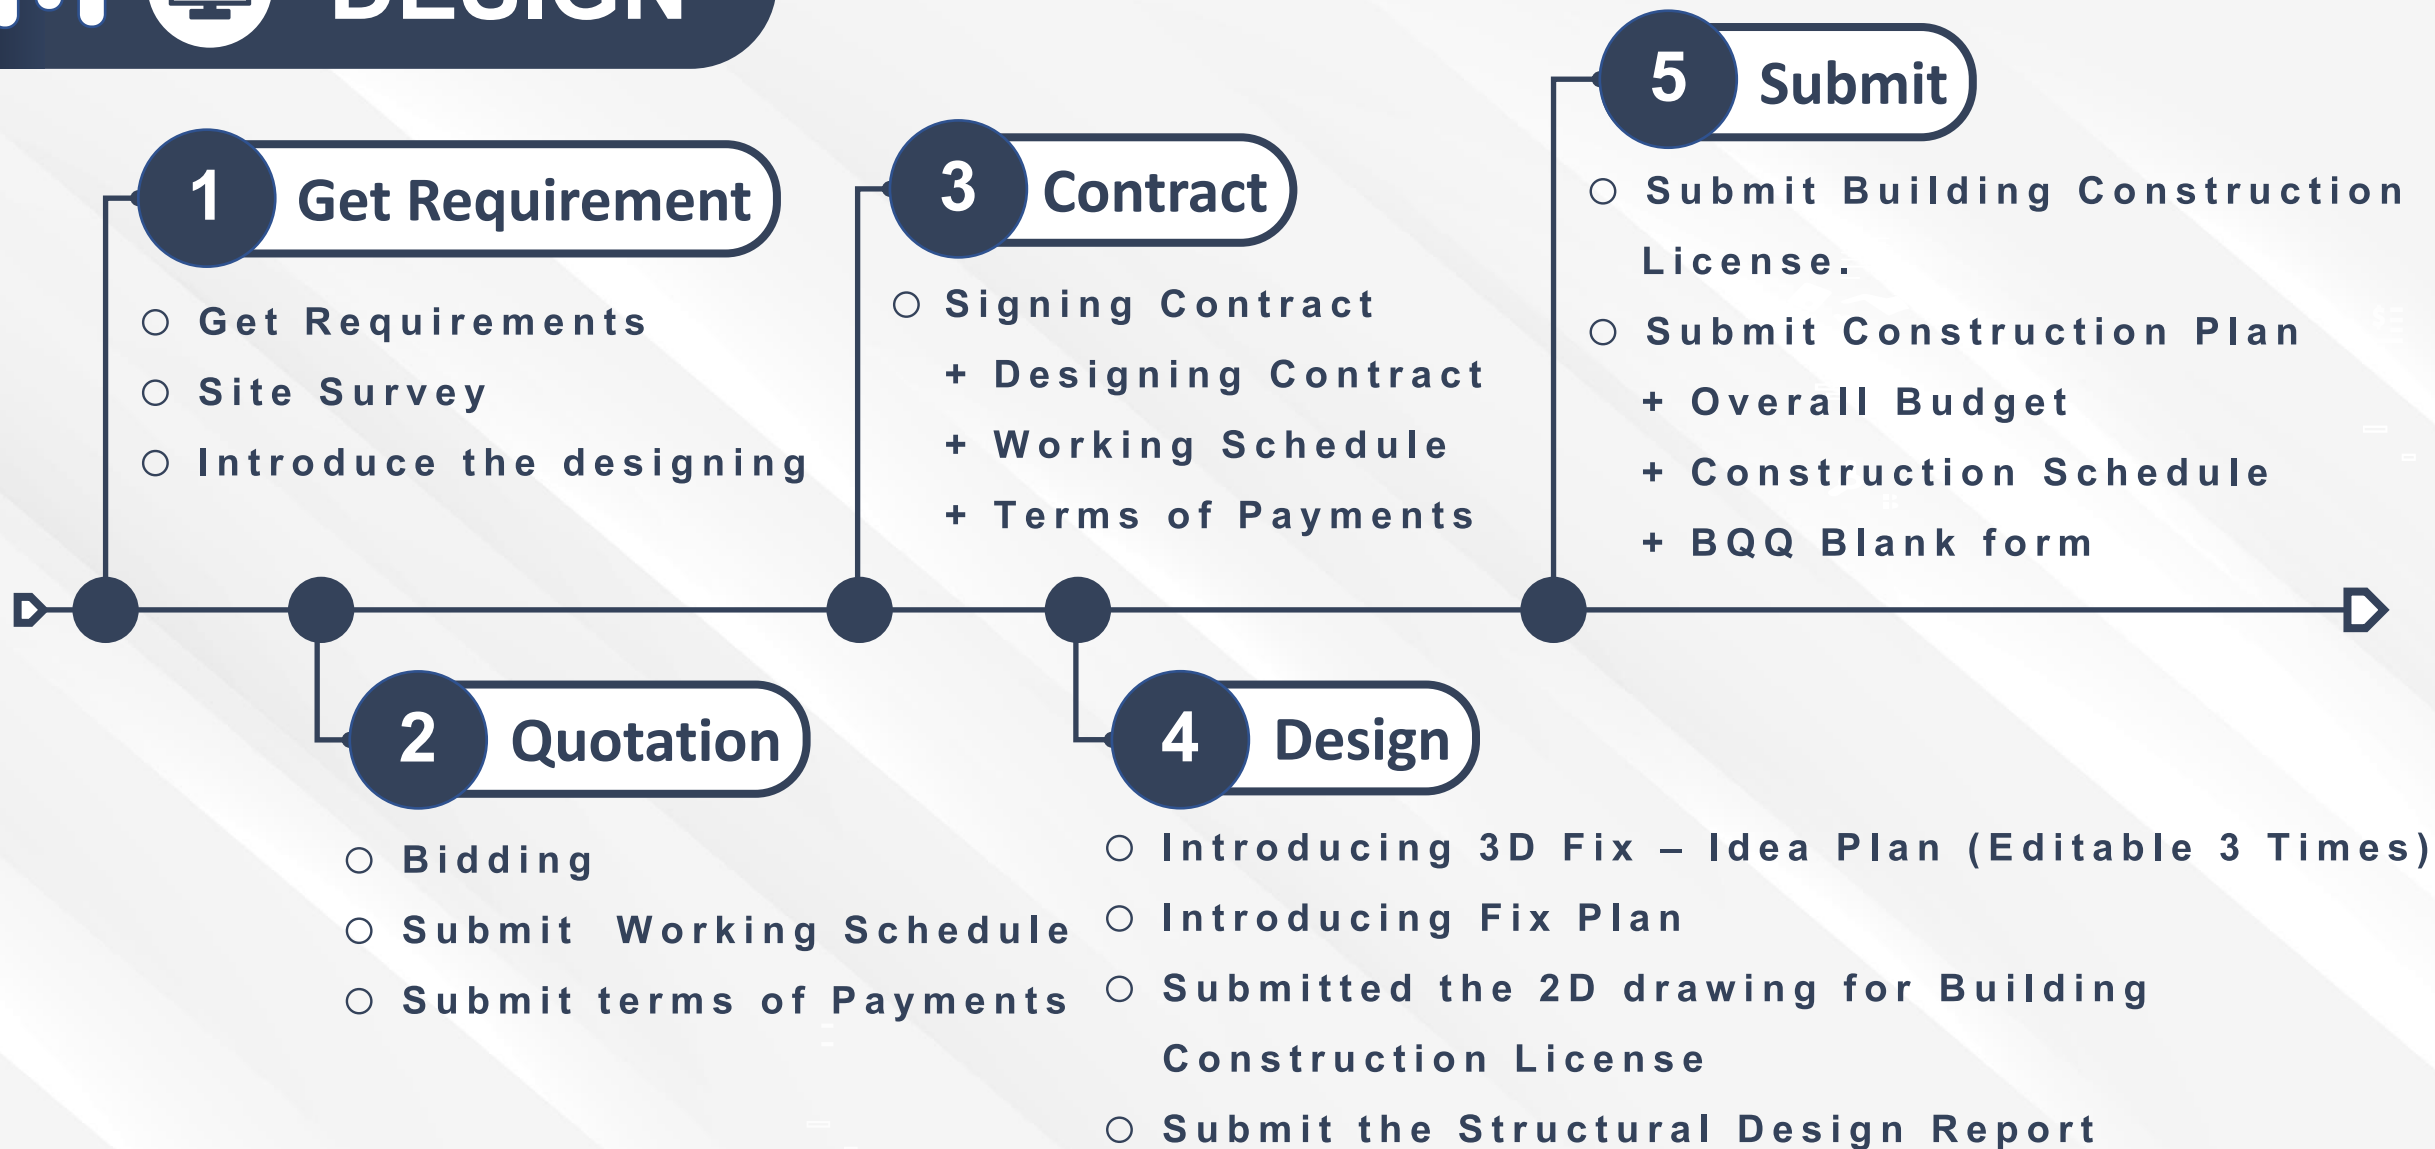 DESIGN
1 Get Requirement
○ Get Requirements
○ Site Survey
○ Introduce the designing
2 Quotation
○ Bidding
○ Submit Working Schedule
○ Submit terms of Payments
3 Contract
○ Signing Contract
+ Designing Contract
+ Working Schedule
+ Terms of Payments
4 Design
○ Introducing 3D Fix – Idea Plan (Editable 3 Times)
○ Introducing Fix Plan
○ Submitted the 2D drawing for Building
Construction License
○ Submit the Structural Design Report
5 Submit
○ Submit Building Construction
License.
○ Submit Construction Plan
+ Overall Budget
+ Construction Schedule
+ BQQ Blank form